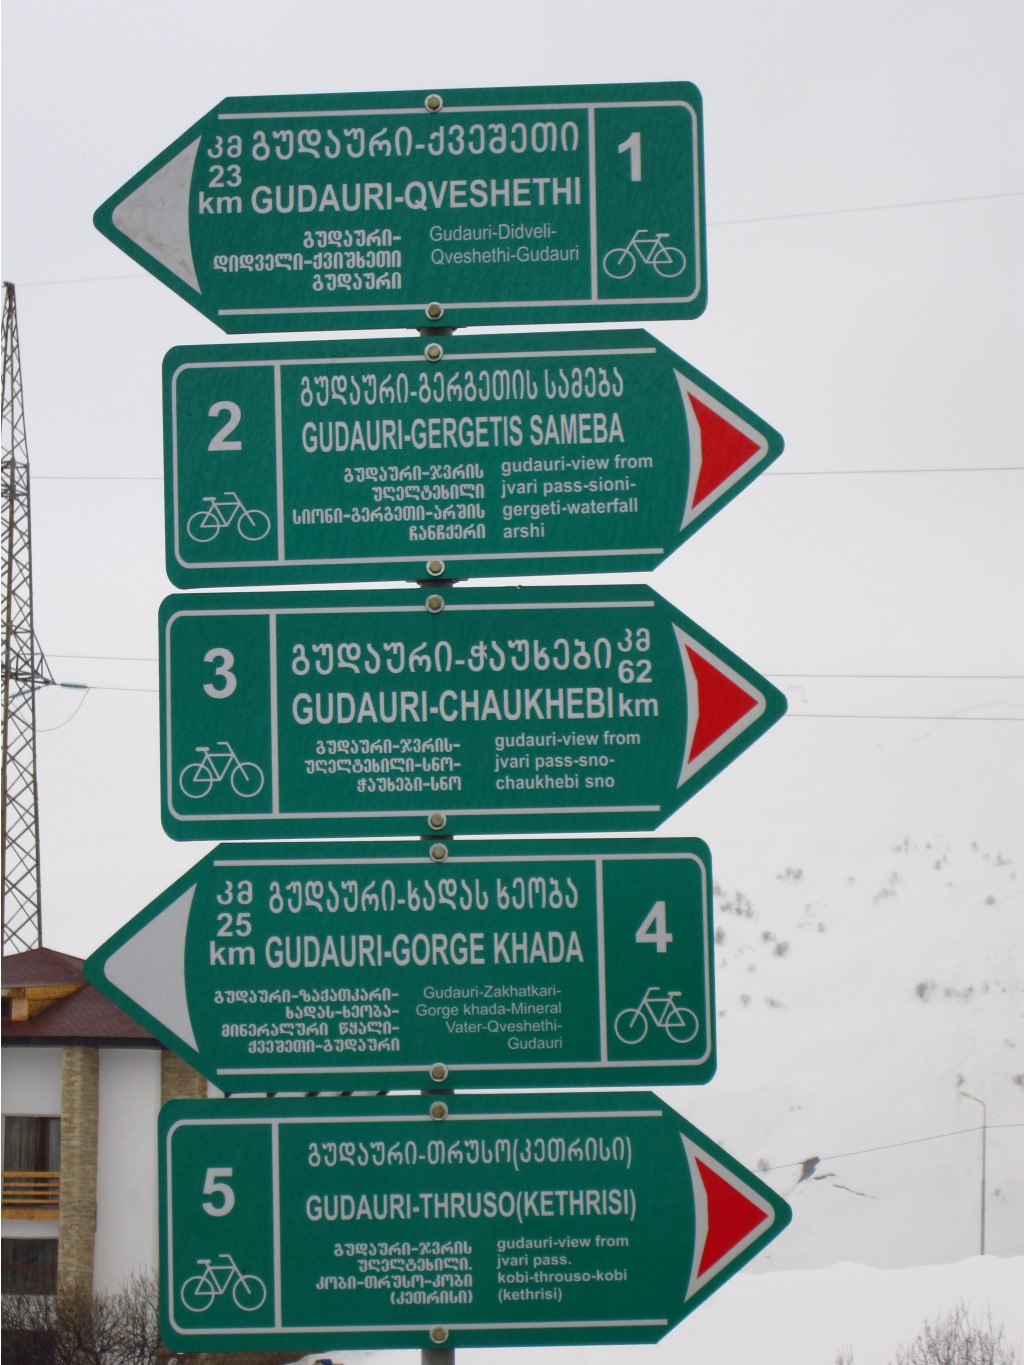 კმ გუდაური-ქვეშეთი 1
23
km GUDAURI-QVESHETHI
გუდაური-
დიდველი-ქვიშხეთი
გუდაური
Gudauri-Didveli-
Qveshethi-Gudauri
2
გუდაური-გერგეთის სამება
GUDAURI-GERGETIS SAMEBA
გუდაური-ჯვრის
უღელტეხილი
სიონი-გერგეთი-არშის
ჩანჩქერი
gudauri-view from
jvari pass-sioni-
gergeti-waterfall
arshi
3
გუდაური-ჭაუხები კმ
62
GUDAURI-CHAUKHEBI km
გუდაური-ჯვრის-
უღელტეხილი-სნო-
ჭაუხები-სნო
gudauri-view from
jvari pass-sno-
chaukhebi sno
კმ გუდაური-ხადას ხეობა 4
25
km GUDAURI-GORGE KHADA
გუდაური-ზაქათკარი-
ხადას-ხეობა-
მინერალური წყალი-
ქვეშეთი-გუდაური
Gudauri-Zakhatkari-
Gorge khada-Mineral
Vater-Qveshethi-
Gudauri
5
გუდაური-თრუსო(კეთრისი)
GUDAURI-THRUSO(KETHRISI)
გუდაური-ჯვრის
უღელტეხილი.
კობი-თრუსო-კობი
(კეთრისი)
gudauri-view from
jvari pass.
kobi-throuso-kobi
(kethrisi)